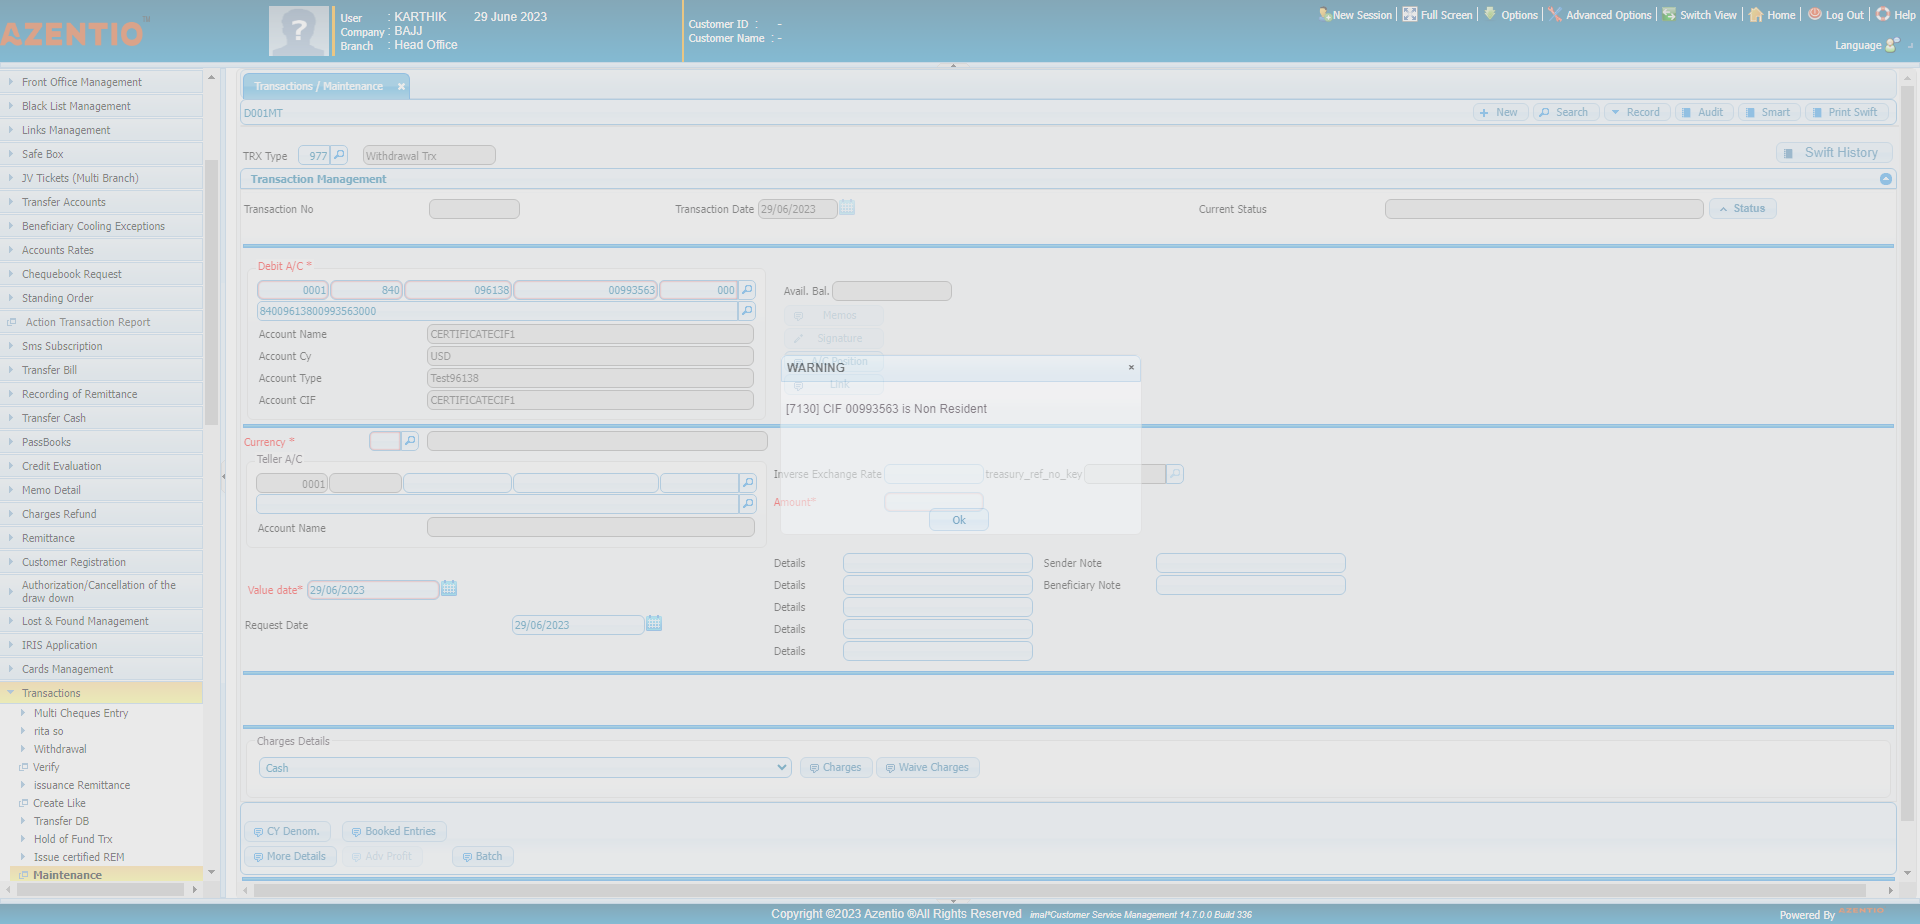 AZENTIO™
User : KARTHIK 29 June 2023
Company : BAJJ
Branch : Head Office
Customer ID : -
Customer Name : -
New Session Full Screen Options Advanced Options Switch View Home Log Out Help
Language
Front Office Management
Black List Management
Links Management
Safe Box
JV Tickets (Multi Branch)
Transfer Accounts
Beneficiary Cooling Exceptions
Accounts Rates
Chequebook Request
Standing Order
Action Transaction Report
Sms Subscription
Transfer Bill
Recording of Remittance
Transfer Cash
PassBooks
Credit Evaluation
Memo Detail
Charges Refund
Remittance
Customer Registration
Authorization/Cancellation of the
draw down
Lost & Found Management
IRIS Application
Cards Management
Transactions
Multi Cheques Entry
rita so
Withdrawal
Verify
issuance Remittance
Create Like
Transfer DB
Hold of Fund Trx
Issue certified REM
Maintenance
Transactions / Maintenance ×
D001MT
New Search Record Audit Smart Print Swift
TRX Type 977 Withdrawal Trx
Swift History
Transaction Management
Transaction No
Transaction Date 29/06/2023
Current Status
Status
Debit A/C *
0001 840 096138 00993563 000
84009613800993563000
Account Name CERTIFICATECIF1
Account Cy USD
Account Type Test96138
Account CIF CERTIFICATECIF1
Avail. Bal.
Memos
Signature
A/C Position
Link
WARNING ×
[7130] CIF 00993563 is Non Resident
Ok
Currency *
Teller A/C
0001
Account Name
Inverse Exchange Rate
treasury_ref_no_key
Amount*
Value date* 29/06/2023
Request Date 29/06/2023
Details
Details
Details
Details
Details
Sender Note
Beneficiary Note
Charges Details
Cash
Charges
Waive Charges
CY Denom. Booked Entries
More Details Adv Profit Batch
Copyright ©2023 Azentio ®All Rights Reserved imal*Customer Service Management 14.7.0.0 Build 336
Powered By AZENTIO